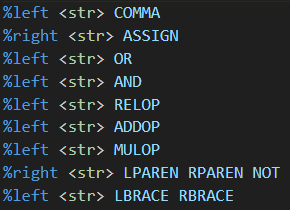 %left <str> COMMA
%right <str> ASSIGN
%left <str> OR
%left <str> AND
%left <str> RELOP
%left <str> ADDOP
%left <str> MULOP
%right <str> LPAREN RPAREN NOT
%left <str> LBRACE RBRACE